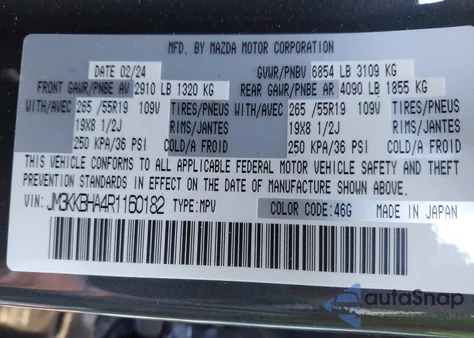 MFD. BY MAZDA MOTOR CORPORATION
DATE 02/24 GVWR/PNBV 6854 LB 3109 KG
FRONT GAWR/PNBE AV 2910 LB 1320 KG REAR GAWR/PNBE AR 4090 LB 1855 KG
WITH/AVEC 265 /55R19 109V TIRES/PNEUS WITH/AVEC 265 /55R19 109V TIRES/PNEUS
19X8 1/2J RIMS/JANTES 19X8 1/2J RIMS/JANTES
250 KPA/36 PSI COLD/A FROID 250 KPA/36 PSI COLD/A FROID
THIS VEHICLE CONFORMS TO ALL APPLICABLE FEDERAL MOTOR VEHICLE SAFETY AND THEFT
PREVENTION STANDARDS IN EFFECT ON THE DATE OF MANUFACTURE SHOWN ABOVE.
VIN: JM3KKBHA4R1160182 TYPE:MPV COLOR CODE:46G MADE IN JAPAN
autoSnap